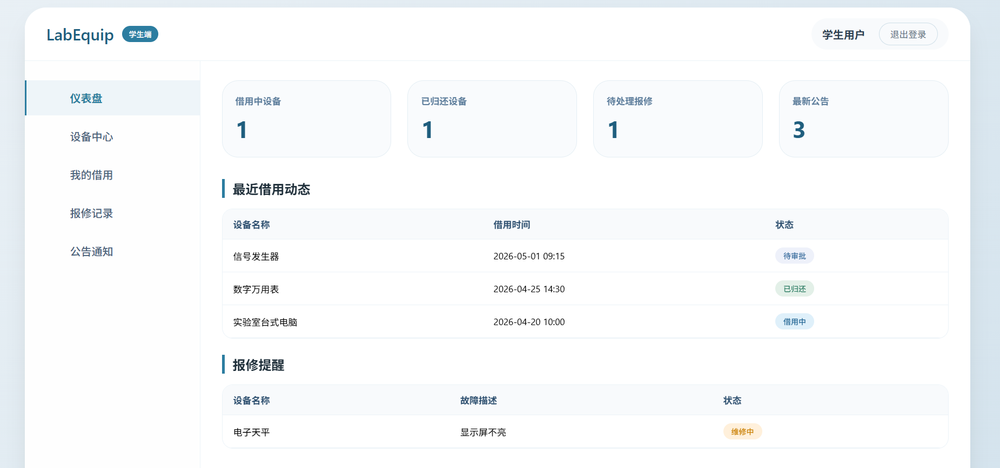 LabEquip 学生端
学生用户 退出登录
仪表盘
设备中心
我的借用
报修记录
公告通知
借用中设备
1
已归还设备
1
待处理报修
1
最新公告
3
最近借用动态
设备名称 借用时间 状态
信号发生器 2026-05-01 09:15 待审批
数字万用表 2026-04-25 14:30 已归还
实验室台式电脑 2026-04-20 10:00 借用中
报修提醒
设备名称 故障描述 状态
电子天平 显示屏不亮 维修中